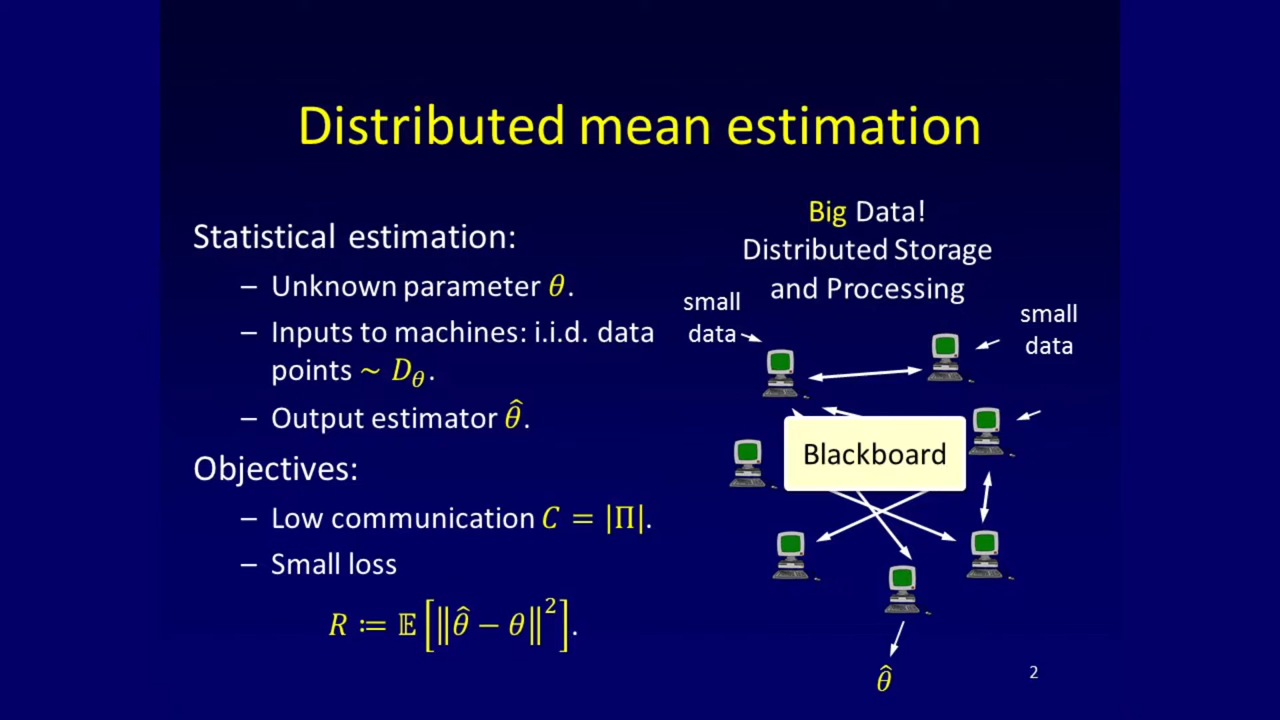 Distributed mean estimation
Statistical estimation:
– Unknown parameter θ.
– Inputs to machines: i.i.d. data
points ~ D_θ.
– Output estimator θ̂.
Objectives:
– Low communication C = |Π|.
– Small loss
R ≔ 𝔼[‖θ̂ − θ‖²].
Big Data!
Distributed Storage
and Processing
small
data
small
data
Blackboard
θ̂
2